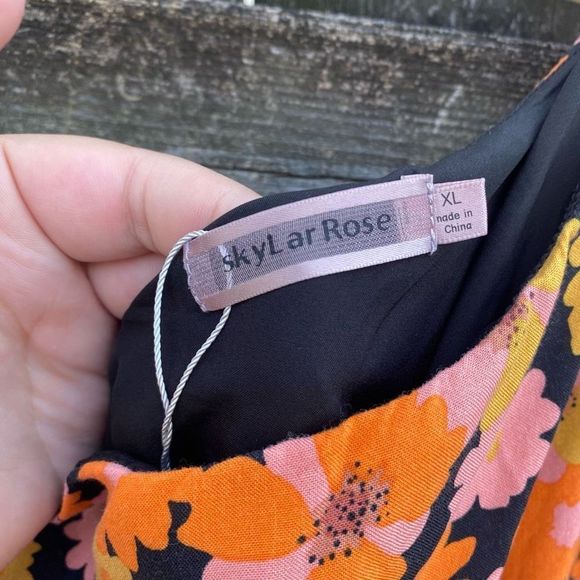 skyLar Rose
XL
made in
China